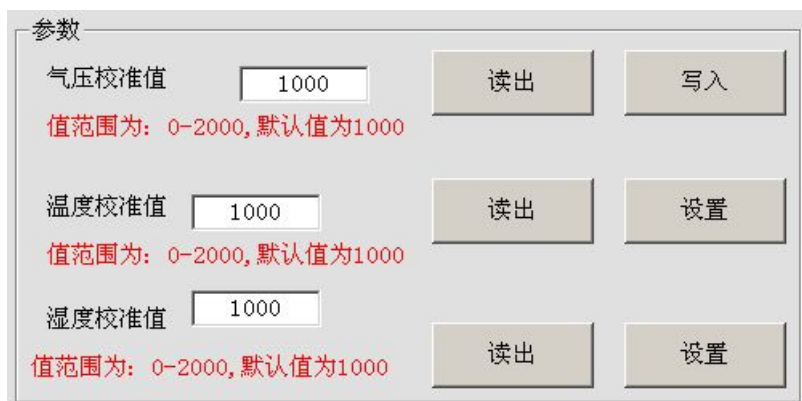 参数
气压校准值 1000 读出 写入
值范围为: 0-2000,默认值为1000
温度校准值 1000 读出 设置
值范围为: 0-2000,默认值为1000
湿度校准值 1000
读出 设置
值范围为: 0-2000,默认值为1000